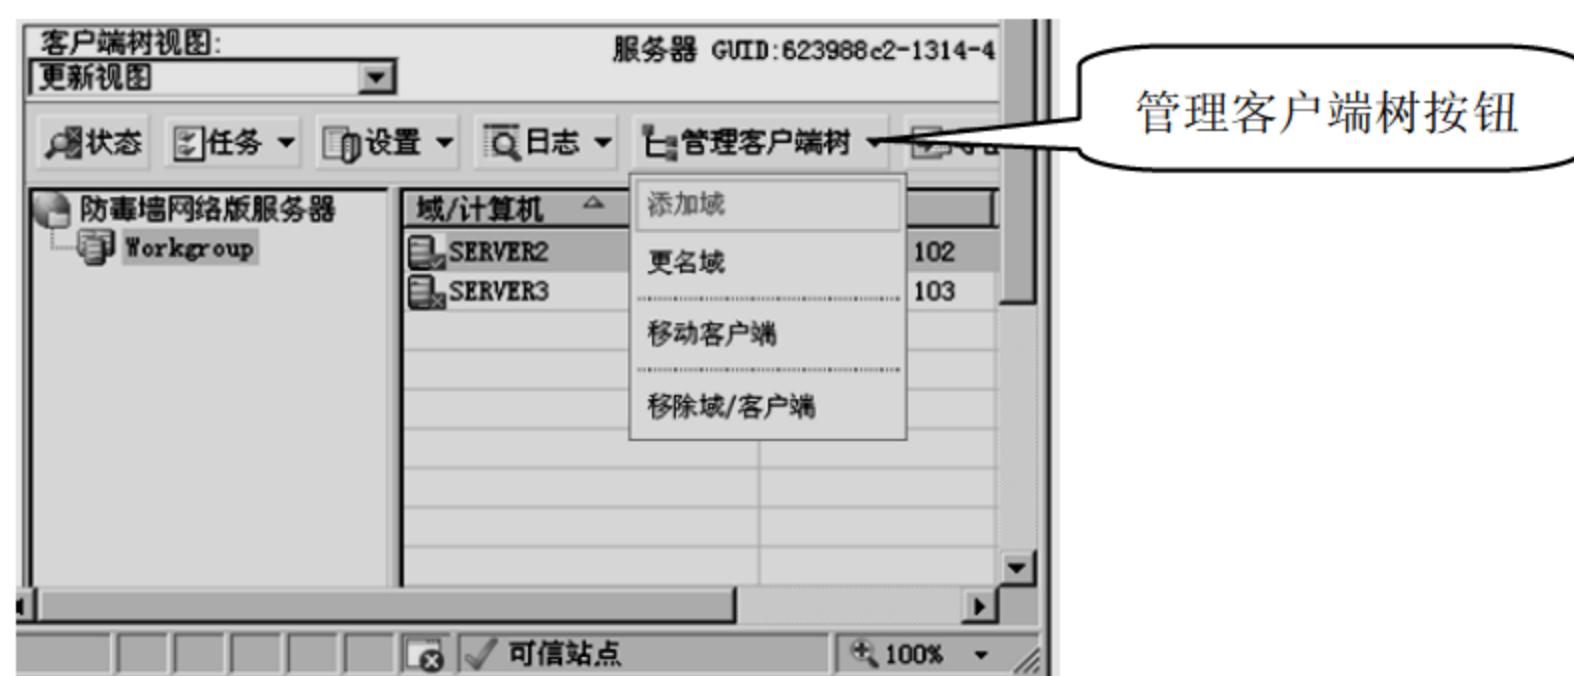 客户端树视图:
服务器 GUID:623988c2-1314-4
更新视图
管理客户端树按钮
状态 任务 设置 日志 管理客户端树
防毒墙网络版服务器
域/计算机
添加域
Workgroup
SERVER2
102
更名域
SERVER3
103
移动客户端
移除域/客户端
可信站点
100%